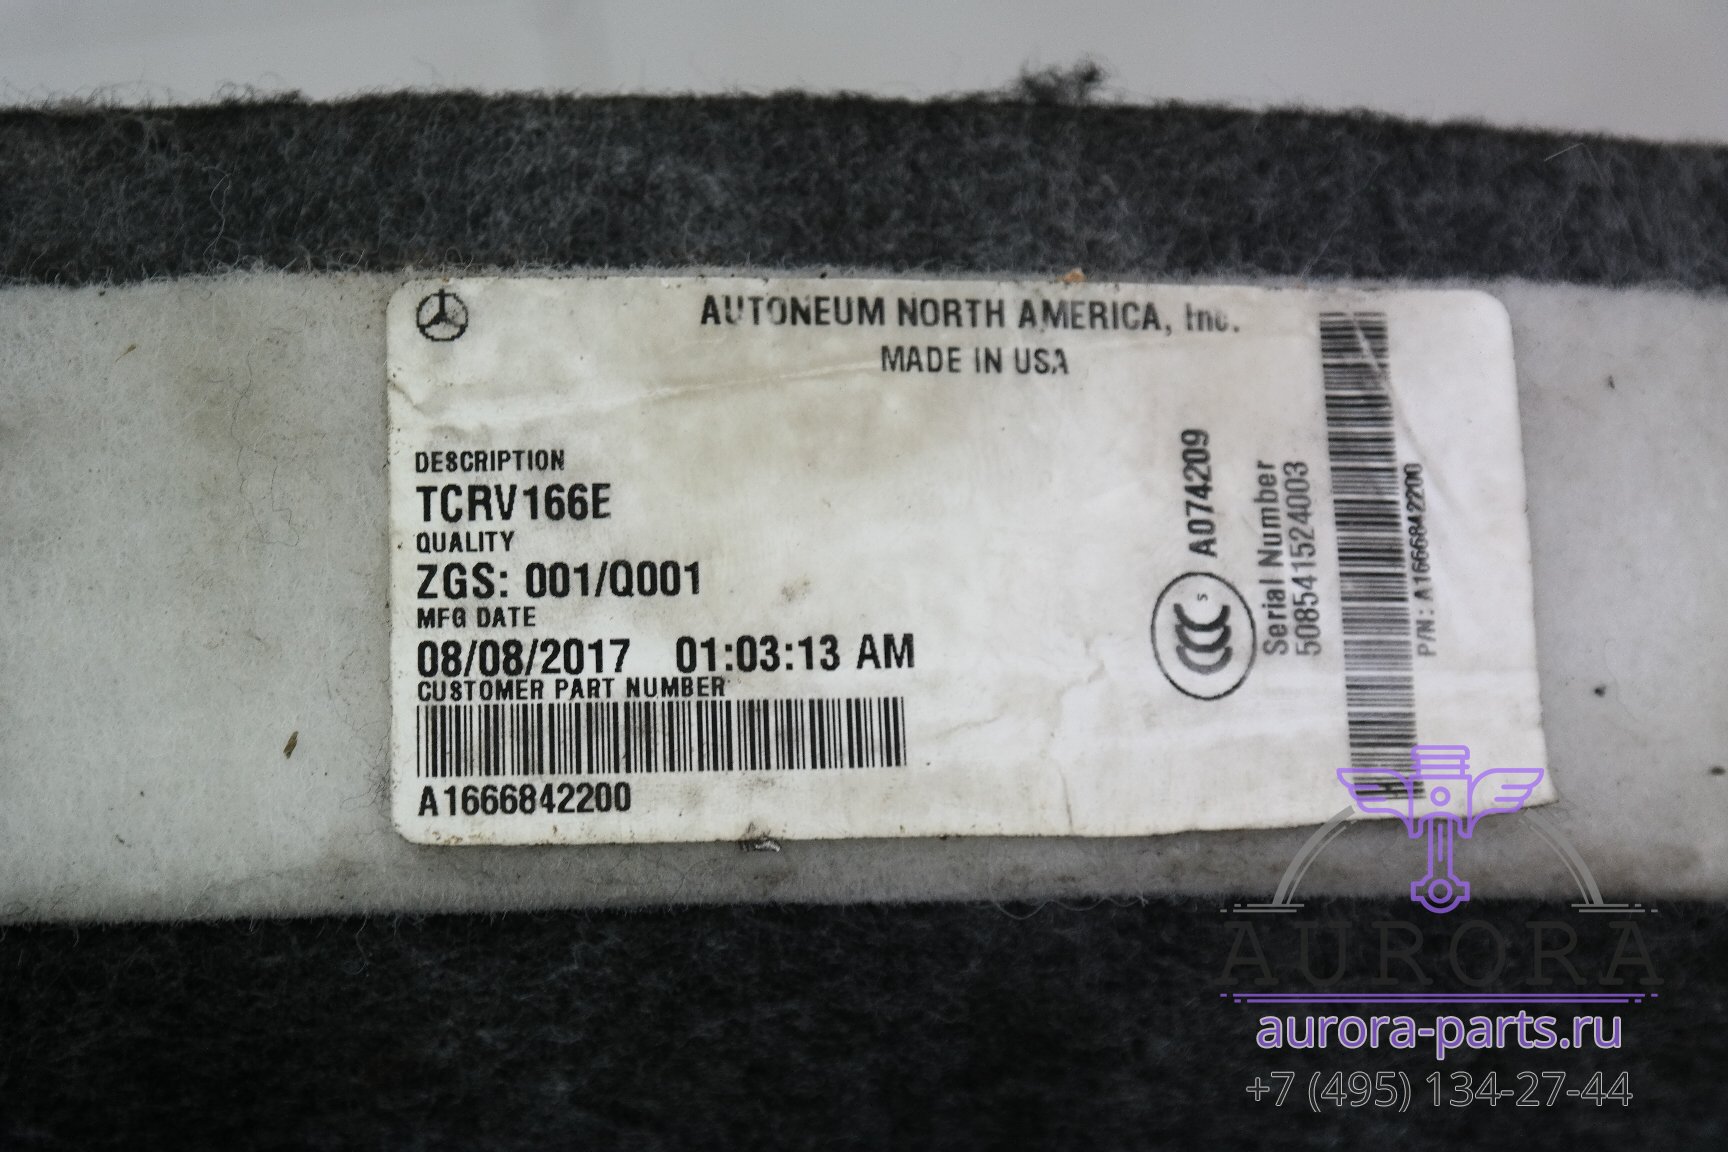 AUTONEUM NORTH AMERICA, Inc.
MADE IN USA
DESCRIPTION
TCRV166E
QUALITY
ZGS: 001/Q001
MFG DATE
08/08/2017 01:03:13 AM
CUSTOMER PART NUMBER
A1666842200
CCC S
A074209
Serial Number
508541524003
P/N: A1666842200
AURORA
aurora-parts.ru
+7 (495) 134-27-44